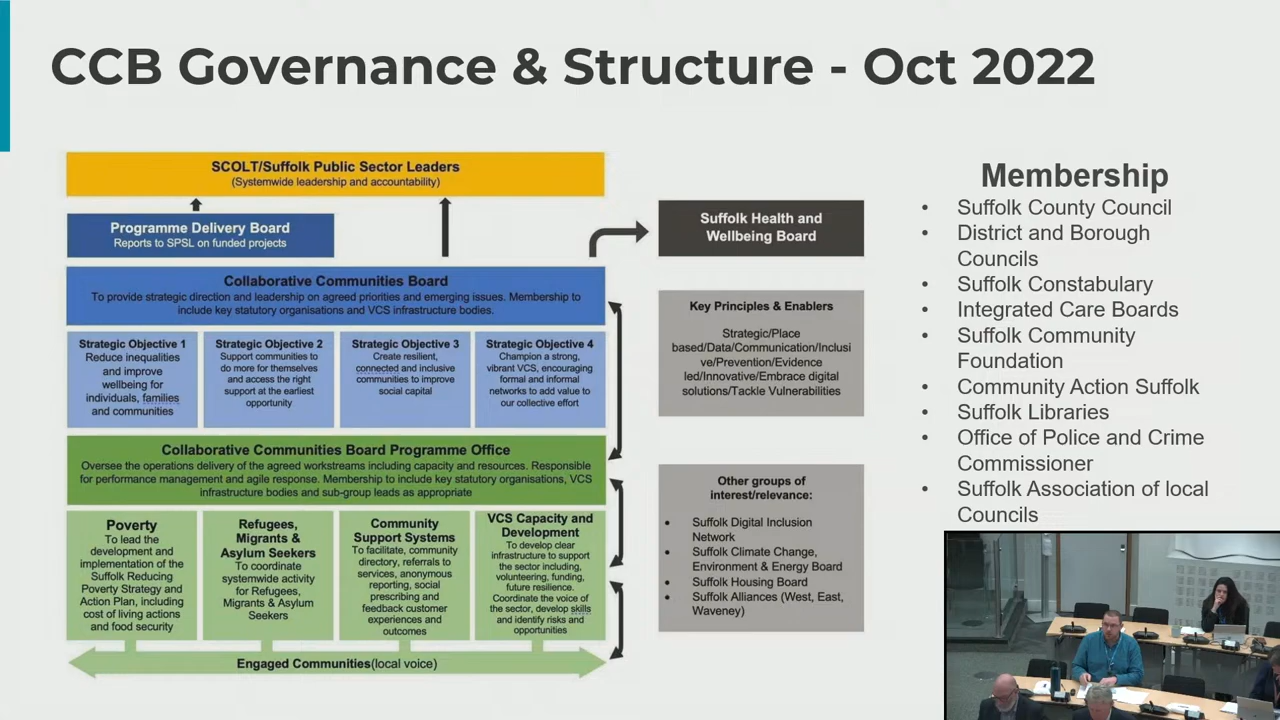 CCB Governance & Structure - Oct 2022
SCOLT/Suffolk Public Sector Leaders
(Systemwide leadership and accountability)
Programme Delivery Board
Reports to SPSL on funded projects
Suffolk Health and
Wellbeing Board
Collaborative Communities Board
To provide strategic direction and leadership on agreed priorities and emerging issues. Membership to
include key statutory organisations and VCS infrastructure bodies.
Strategic Objective 1
Reduce inequalities
and improve
wellbeing for
individuals, families
and communities
Strategic Objective 2
Support communities to
do more for themselves
and access the right
support at the earliest
opportunity
Strategic Objective 3
Create resilient,
connected and inclusive
communities to improve
social capital
Strategic Objective 4
Champion a strong,
vibrant VCS, encouraging
formal and informal
networks to add value to
our collective effort
Key Principles & Enablers
Strategic/Place
based/Data/Communication/Inclusi
ve/Prevention/Evidence
led/Innovative/Embrace digital
solutions/Tackle Vulnerabilities
Collaborative Communities Board Programme Office
Oversee the operations delivery of the agreed workstreams including capacity and resources. Responsible
for performance management and agile response. Membership to include key statutory organisations, VCS
infrastructure bodies and sub-group leads as appropriate
Poverty
To lead the
development and
implementation of the
Suffolk Reducing
Poverty Strategy and
Action Plan, including
cost of living actions
and food security
Refugees,
Migrants &
Asylum Seekers
To coordinate
systemwide activity
for Refugees,
Migrants & Asylum
Seekers
Community
Support Systems
To facilitate, community
directory, referrals to
services, anonymous
reporting, social
prescribing and
feedback customer
experiences and
outcomes
VCS Capacity and
Development
To develop clear
infrastructure to support
the sector including,
volunteering, funding,
future resilience.
Coordinate the voice of
the sector, develop skills
and identify risks and
opportunities
Other groups of
interest/relevance:
• Suffolk Digital Inclusion
Network
• Suffolk Climate Change,
Environment & Energy Board
• Suffolk Housing Board
• Suffolk Alliances (West, East,
Waveney)
Engaged Communities(local voice)
Membership
• Suffolk County Council
• District and Borough
Councils
• Suffolk Constabulary
• Integrated Care Boards
• Suffolk Community
Foundation
• Community Action Suffolk
• Suffolk Libraries
• Office of Police and Crime
Commissioner
• Suffolk Association of local
Councils